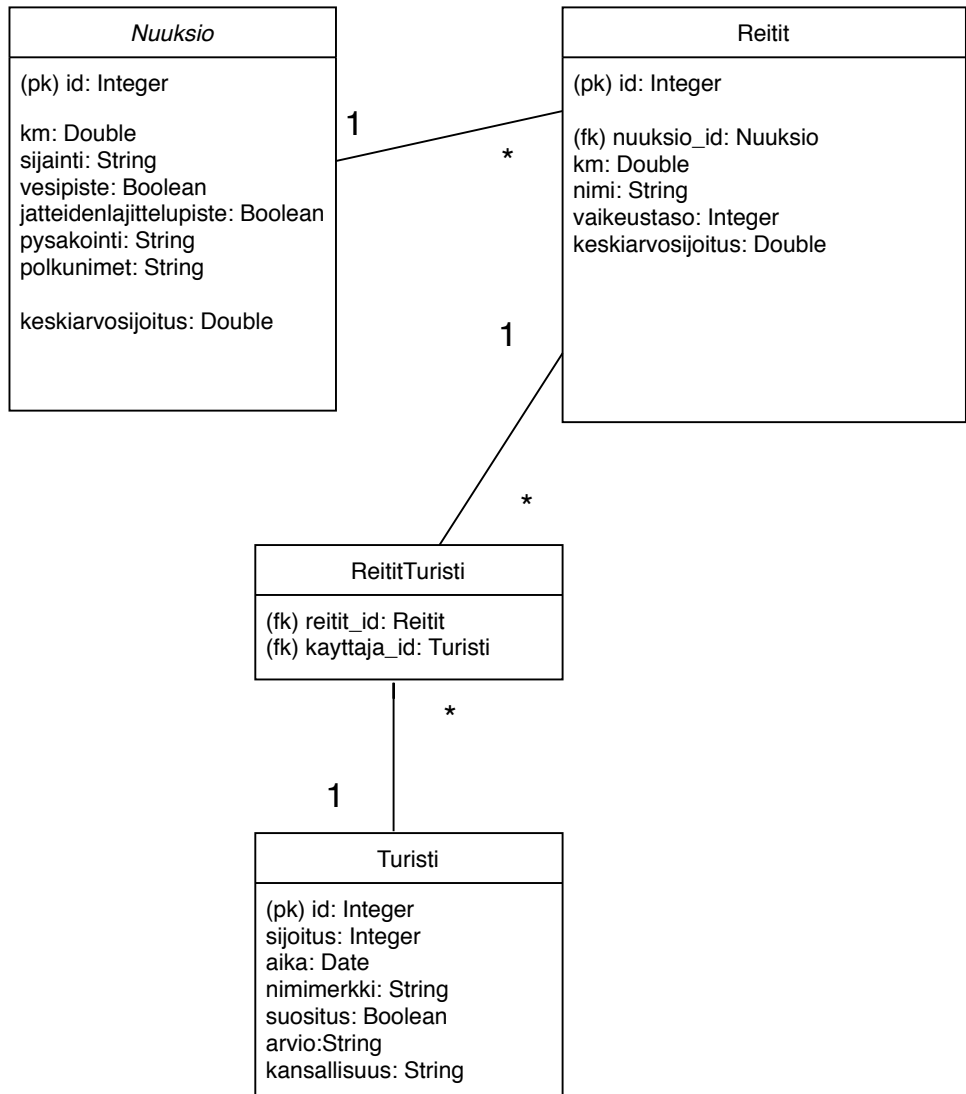 Nuuksio
(pk) id: Integer
km: Double
sijainti: String
vesipiste: Boolean
jatteidenlajittelupiste: Boolean
pysakointi: String
polkunimet: String
keskiarvosijoitus: Double
1
*
Reitit
(pk) id: Integer
(fk) nuuksio_id: Nuuksio
km: Double
nimi: String
vaikeustaso: Integer
keskiarvosijoitus: Double
1
*
ReititTuristi
(fk) reitit_id: Reitit
(fk) kayttaja_id: Turisti
*
1
Turisti
(pk) id: Integer
sijoitus: Integer
aika: Date
nimimerkki: String
suositus: Boolean
arvio:String
kansallisuus: String